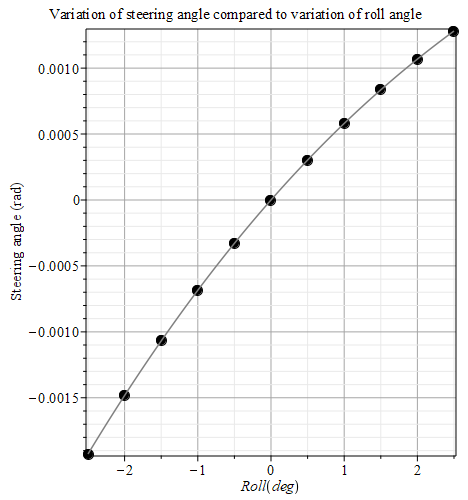 Variation of steering angle compared to variation of roll angle
0.0010
0.0005
0
−0.0005
−0.0010
−0.0015
Steering angle (rad)
−2 −1 0 1 2
Roll(deg)